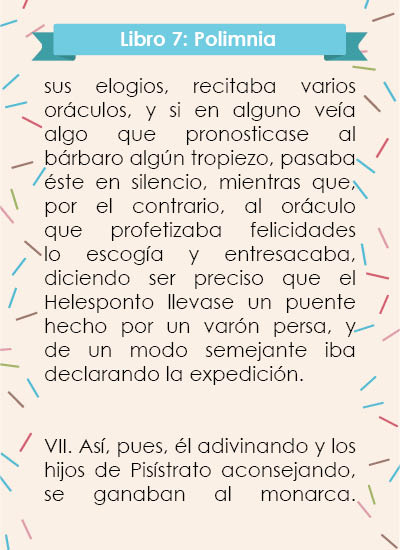 Libro 7: Polimnia
sus elogios, recitaba varios
oráculos, y si en alguno veía
algo que pronosticase al
bárbaro algún tropiezo, pasaba
éste en silencio, mientras que,
por el contrario, al oráculo
que profetizaba felicidades
lo escogía y entresacaba,
diciendo ser preciso que el
Helesponto llevase un puente
hecho por un varón persa, y
de un modo semejante iba
declarando la expedición.
VII. Así, pues, él adivinando y los
hijos de Pisístrato aconsejando,
se ganaban al monarca.